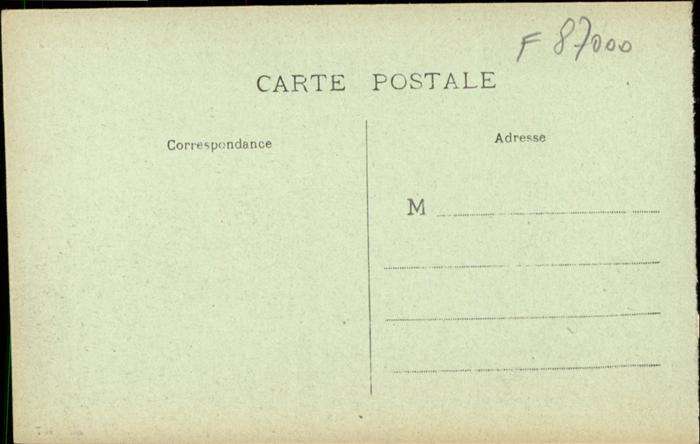 F 87000
CARTE POSTALE
Correspondance
Adresse
M